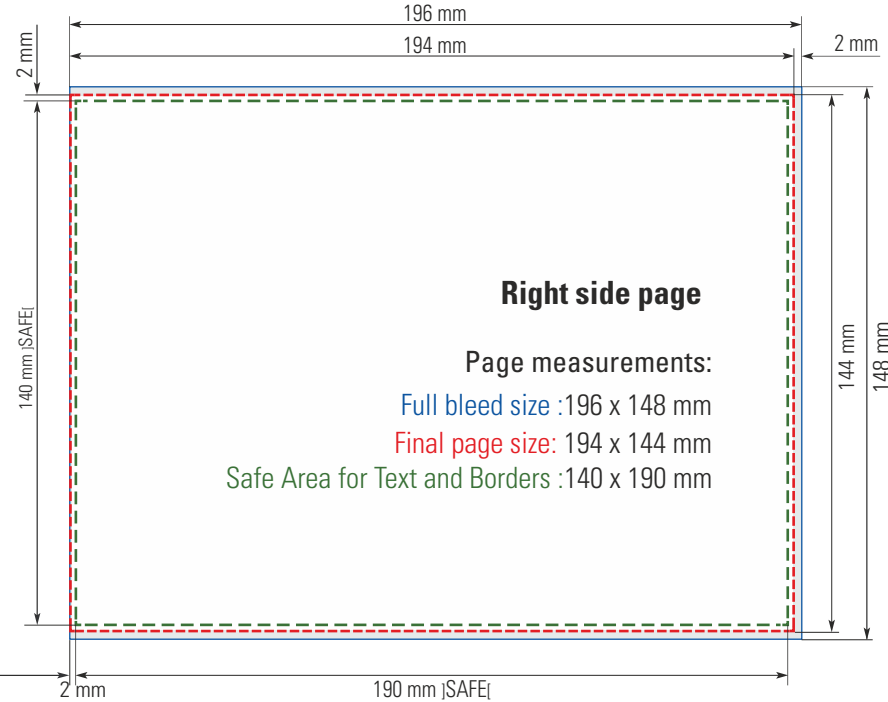 196 mm
194 mm
2 mm
2 mm
Right side page
Page measurements:
Full bleed size :196 x 148 mm
Final page size: 194 x 144 mm
Safe Area for Text and Borders :140 x 190 mm
140 mm ]SAFE[
144 mm
148 mm
2 mm
190 mm ]SAFE[